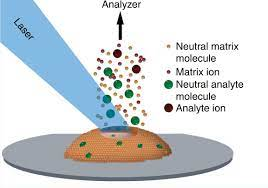 Analyzer
Laser
Neutral matrix
molecule
Matrix ion
Neutral analyte
molecule
Analyte ion